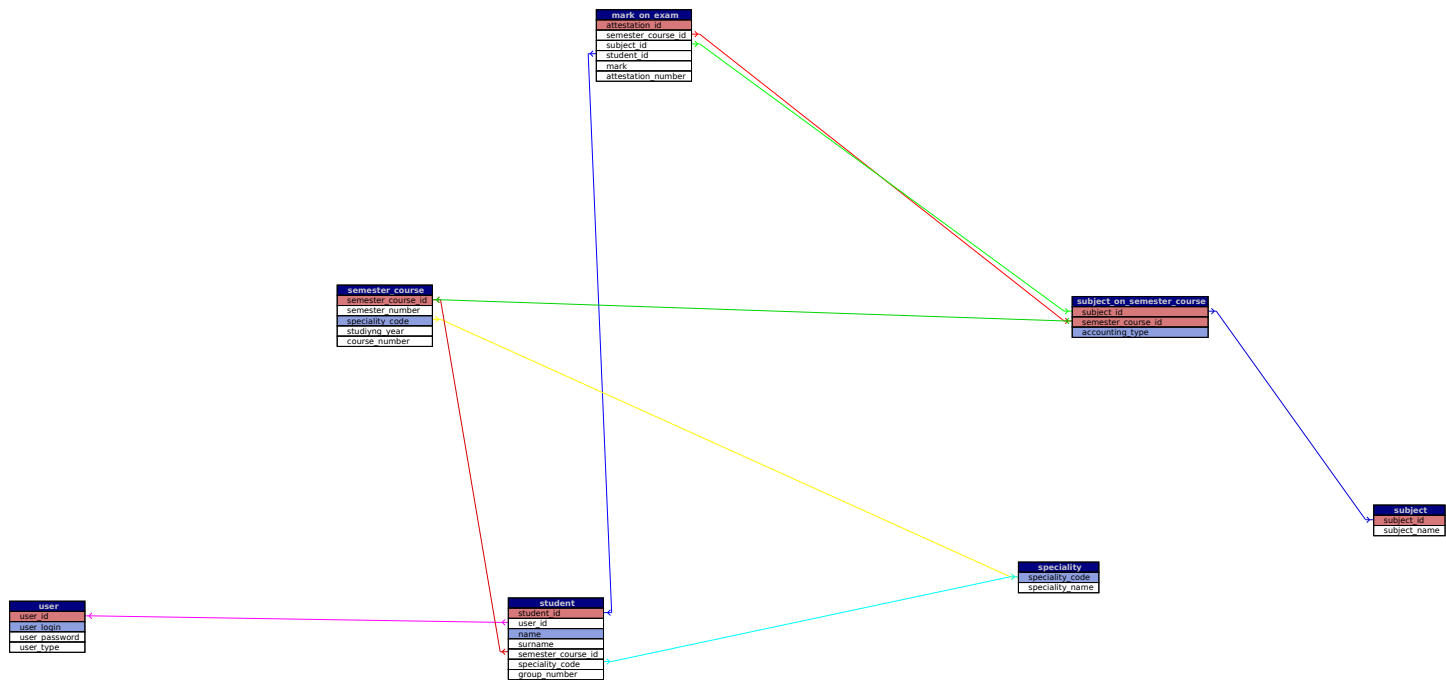 mark_on_exam
attestation_id
semester_course_id
subject_id
student_id
mark
attestation_number
semester_course
semester_course_id
semester_number
speciality_code
studiyng_year
course_number
subject_on_semester_course
subject_id
semester_course_id
accounting_type
subject
subject_id
subject_name
speciality
speciality_code
speciality_name
user
user_id
user_login
user_password
user_type
student
student_id
user_id
name
surname
semester_course_id
speciality_code
group_number